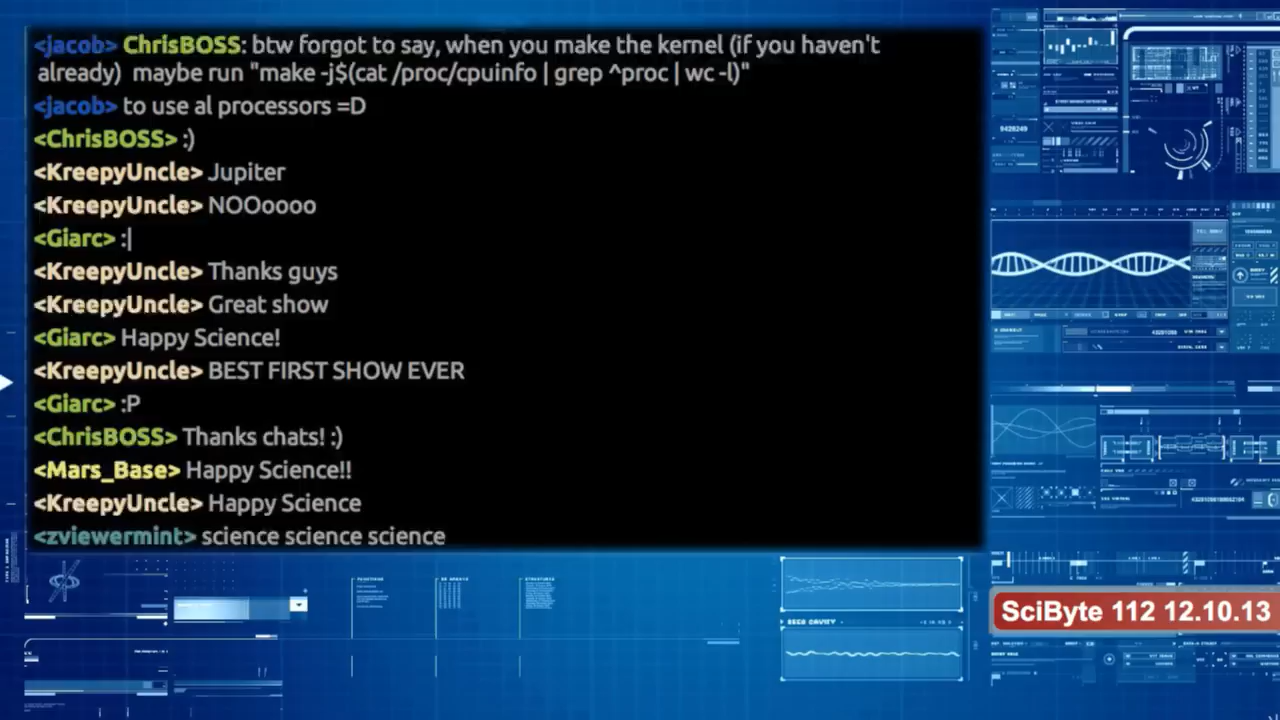 <jacob> ChrisBOSS: btw forgot to say, when you make the kernel (if you haven't
already)  maybe run "make -j$(cat /proc/cpuinfo | grep ^proc | wc -l)"
<jacob> to use al processors =D
<ChrisBOSS> :)
<KreepyUncle> Jupiter
<KreepyUncle> NOOoooo
<Giarc> :|
<KreepyUncle> Thanks guys
<KreepyUncle> Great show
<Giarc> Happy Science!
<KreepyUncle> BEST FIRST SHOW EVER
<Giarc> :P
<ChrisBOSS> Thanks chats! :)
<Mars_Base> Happy Science!!
<KreepyUncle> Happy Science
<zviewermint> science science science
SciByte 112 12.10.13